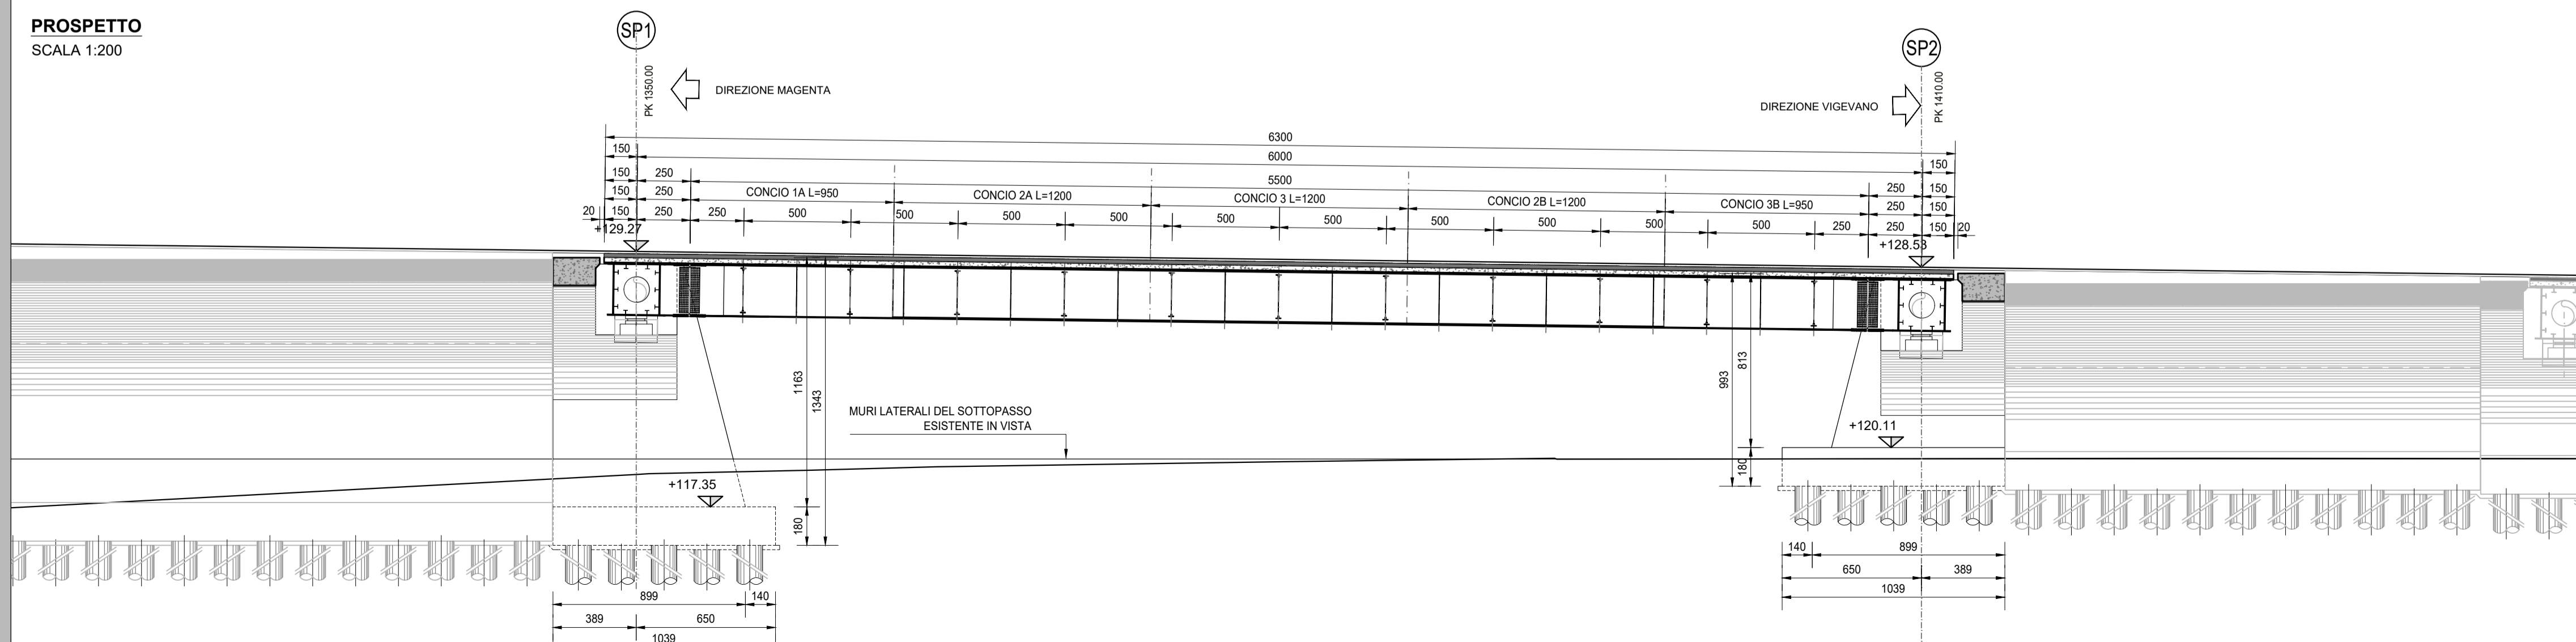 PROSPETTO
SCALA 1:200
SP1
PK 1350.00
DIREZIONE MAGENTA
SP2
PK 1410.00
DIREZIONE VIGEVANO
6300
150 6000 150
150 250 5500 250 150
150 250 CONCIO 1A L=950 CONCIO 2A L=1200 CONCIO 3 L=1200 CONCIO 2B L=1200 CONCIO 3B L=950 250 150
20 150 250 250 500 500 500 500 500 500 500 500 500 500 250 250 150 20
+129.27
+128.53
1163
1343
180
993
813
180
MURI LATERALI DEL SOTTOPASSO
ESISTENTE IN VISTA
+117.35
+120.11
899 140
389 650
1039
140 899
650 389
1039